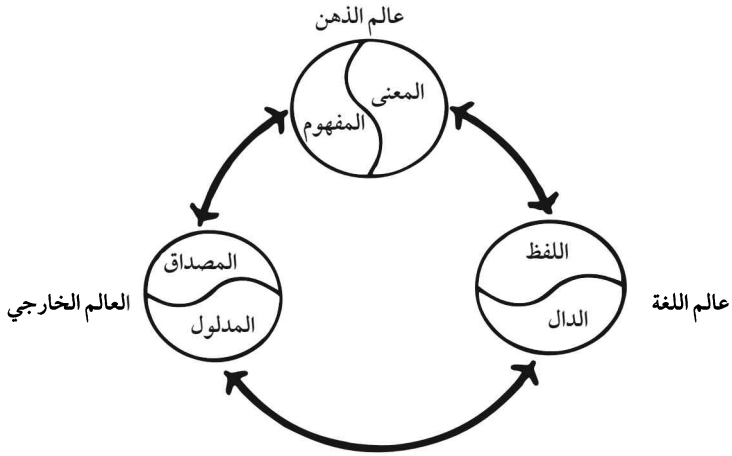 عالم الذهن
المعنى
المفهوم
اللفظ
الدال
عالم اللغة
المصداق
المدلول
العالم الخارجي